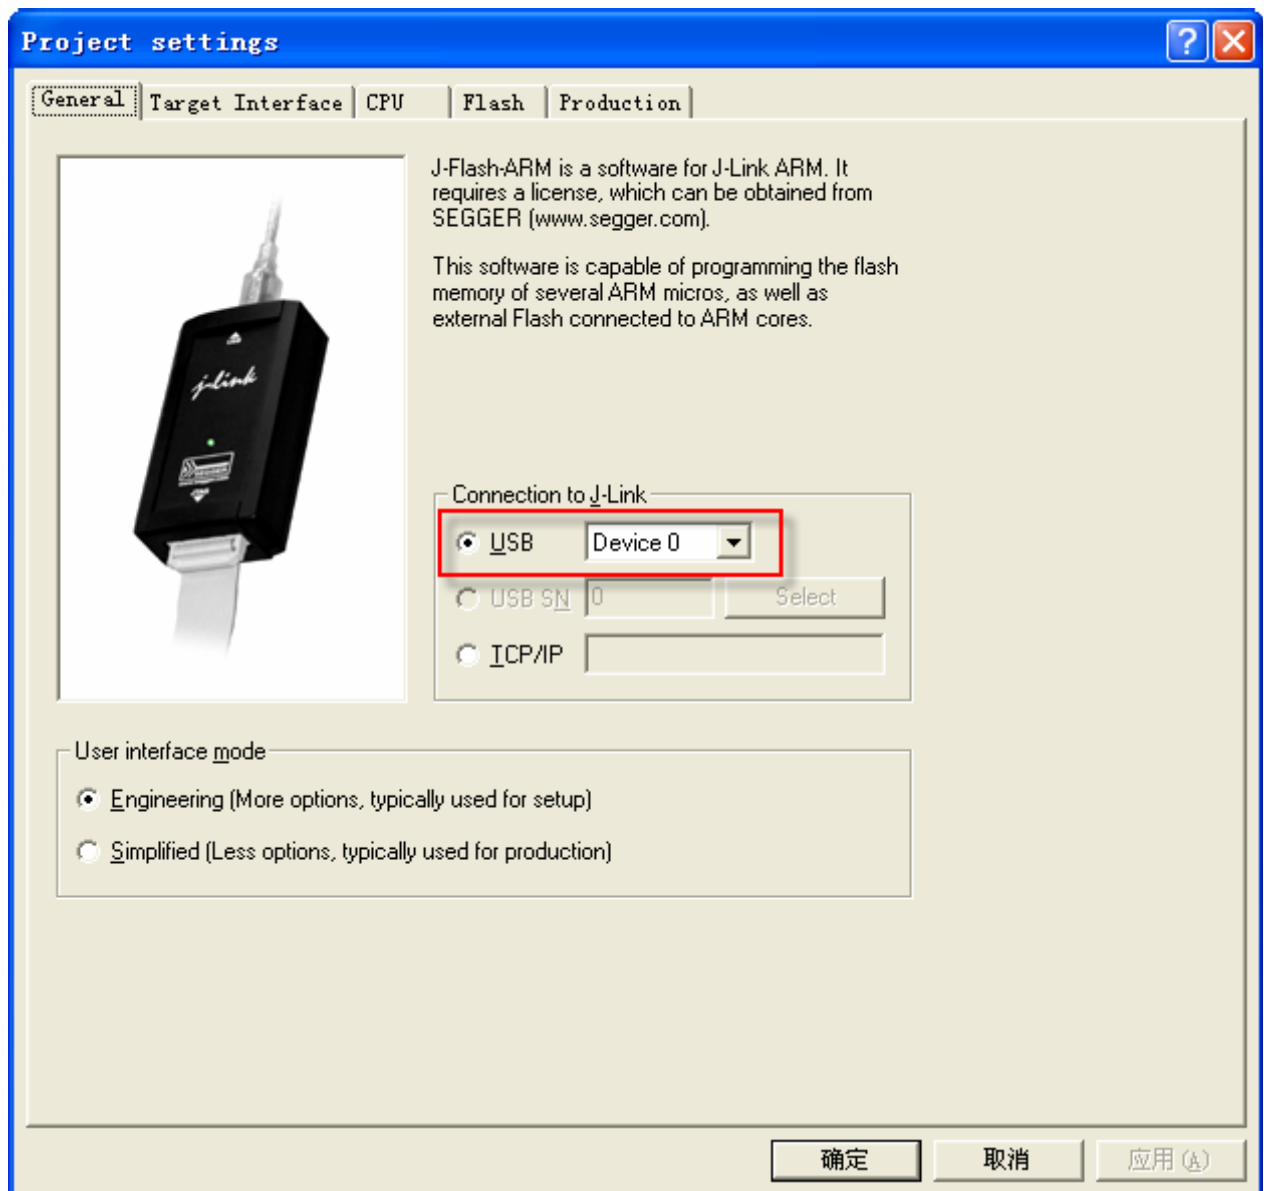 Project settings
General Target Interface CPU Flash Production
J-Flash-ARM is a software for J-Link ARM. It
requires a license, which can be obtained from
SEGGER (www.segger.com).
This software is capable of programming the flash
memory of several ARM micros, as well as
external Flash connected to ARM cores.
j-link
Connection to J-Link
USB Device 0
USB SN 0 Select
TCP/IP
User interface mode
Engineering (More options, typically used for setup)
Simplified (Less options, typically used for production)
确定 取消 应用(A)